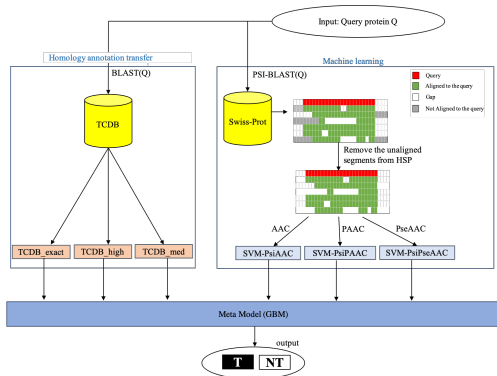 Input: Query protein Q
Homology annotation transfer
Machine learning
BLAST(Q)
PSI-BLAST(Q)
TCDB
Swiss-Prot
Query
Aligned to the query
Gap
Not Aligned to the query
Remove the unaligned
segments from HSP
AAC
PAAC
PseAAC
TCDB_exact
TCDB_high
TCDB_med
SVM-PsiAAC
SVM-PsiPAAC
SVM-PsiPseAAC
Meta Model (GBM)
output
T
NT